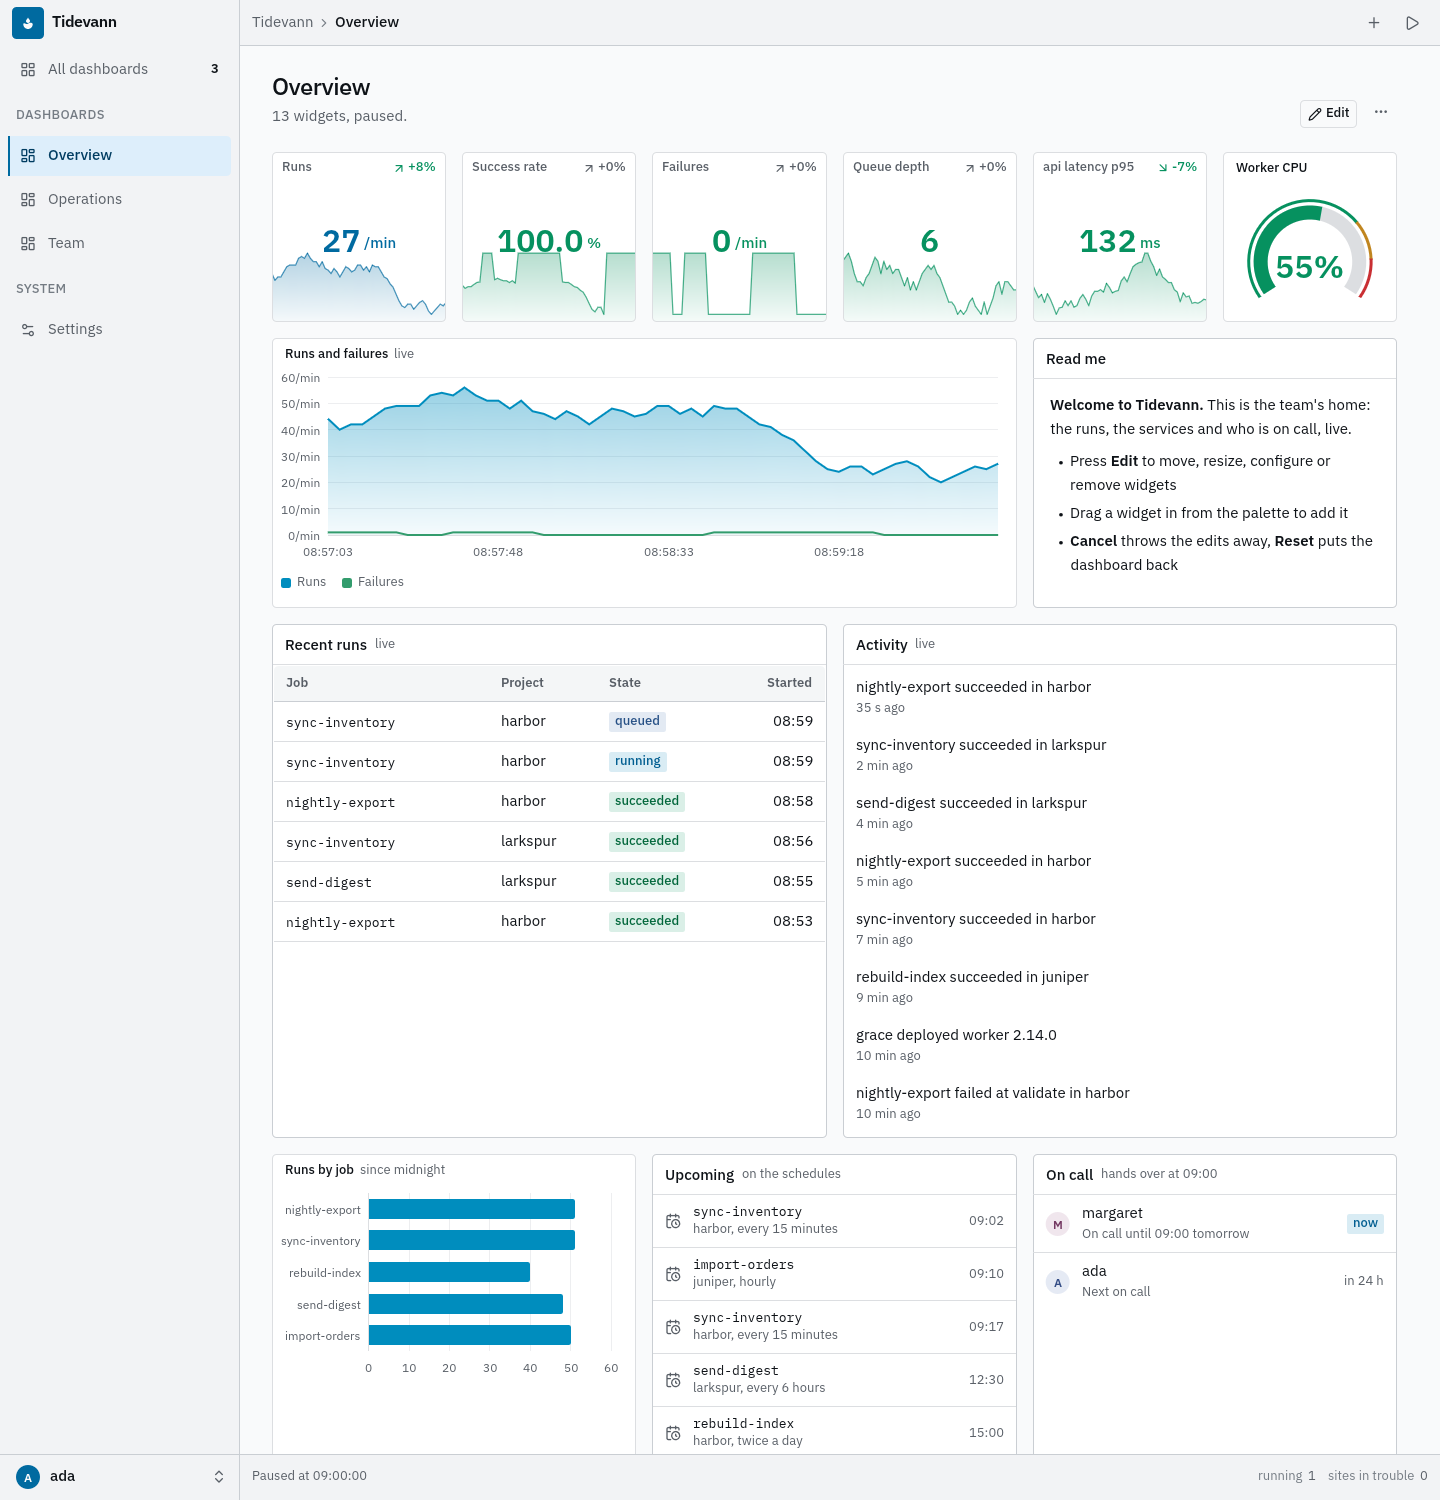 Tidevann
All dashboards 3
DASHBOARDS
Overview
Operations
Team
SYSTEM
Settings
A ada
Tidevann > Overview
Overview
13 widgets, paused.
Edit ...
Runs +8%
27 /min
Success rate +0%
100.0 %
Failures +0%
0 /min
Queue depth +0%
6
api latency p95 -7%
132 ms
Worker CPU
55%
Runs and failures live
60/min
50/min
40/min
30/min
20/min
10/min
0/min
08:57:03 08:57:48 08:58:33 08:59:18
Runs Failures
Read me
Welcome to Tidevann. This is the team's home:
the runs, the services and who is on call, live.
• Press Edit to move, resize, configure or
remove widgets
• Drag a widget in from the palette to add it
• Cancel throws the edits away, Reset puts the
dashboard back
Recent runs live
Job Project State Started
sync-inventory harbor queued 08:59
sync-inventory harbor running 08:59
nightly-export harbor succeeded 08:58
sync-inventory larkspur succeeded 08:56
send-digest larkspur succeeded 08:55
nightly-export harbor succeeded 08:53
Activity live
nightly-export succeeded in harbor
35 s ago
sync-inventory succeeded in larkspur
2 min ago
send-digest succeeded in larkspur
4 min ago
nightly-export succeeded in harbor
5 min ago
sync-inventory succeeded in harbor
7 min ago
rebuild-index succeeded in juniper
9 min ago
grace deployed worker 2.14.0
10 min ago
nightly-export failed at validate in harbor
10 min ago
Runs by job since midnight
nightly-export
sync-inventory
rebuild-index
send-digest
import-orders
0 10 20 30 40 50 60
Upcoming on the schedules
sync-inventory
harbor, every 15 minutes 09:02
import-orders
juniper, hourly 09:10
sync-inventory
harbor, every 15 minutes 09:17
send-digest
larkspur, every 6 hours 12:30
rebuild-index
harbor, twice a day 15:00
On call hands over at 09:00
M margaret
On call until 09:00 tomorrow now
A ada
Next on call in 24 h
Paused at 09:00:00
running 1 sites in trouble 0